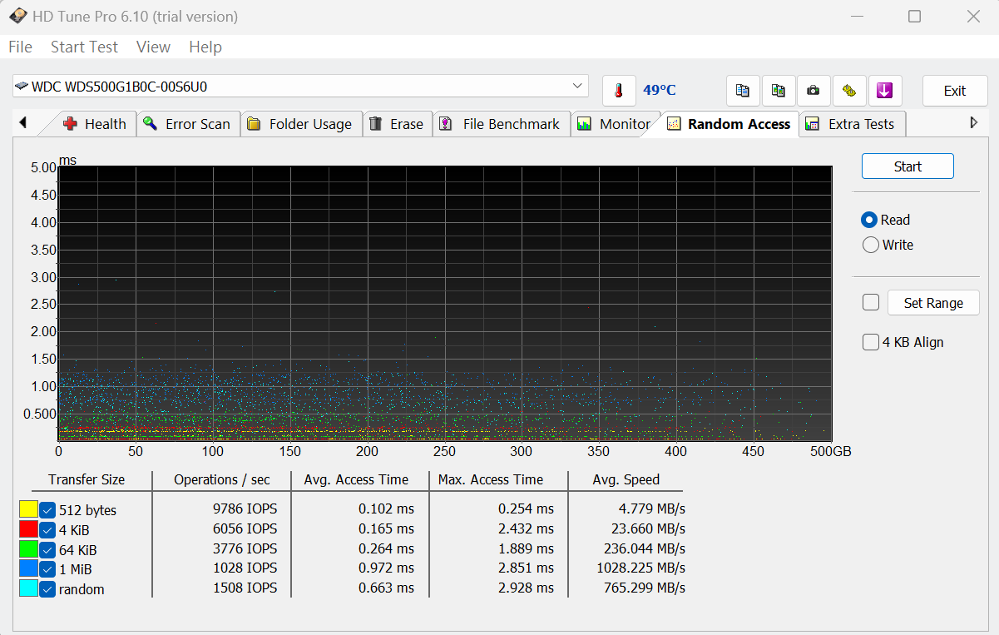 HD Tune Pro 6.10 (trial version)
File Start Test View Help
WDC WDS500G1B0C-00S6U0
49°C
Exit
Health Error Scan Folder Usage Erase File Benchmark Monitor Random Access Extra Tests
ms
5.00
4.50
4.00
3.50
3.00
2.50
2.00
1.50
1.00
0.500
0 50 100 150 200 250 300 350 400 450 500GB
Start
Read
Write
Set Range
4 KB Align
Transfer Size Operations / sec Avg. Access Time Max. Access Time Avg. Speed
512 bytes 9786 IOPS 0.102 ms 0.254 ms 4.779 MB/s
4 KiB 6056 IOPS 0.165 ms 2.432 ms 23.660 MB/s
64 KiB 3776 IOPS 0.264 ms 1.889 ms 236.044 MB/s
1 MiB 1028 IOPS 0.972 ms 2.851 ms 1028.225 MB/s
random 1508 IOPS 0.663 ms 2.928 ms 765.299 MB/s